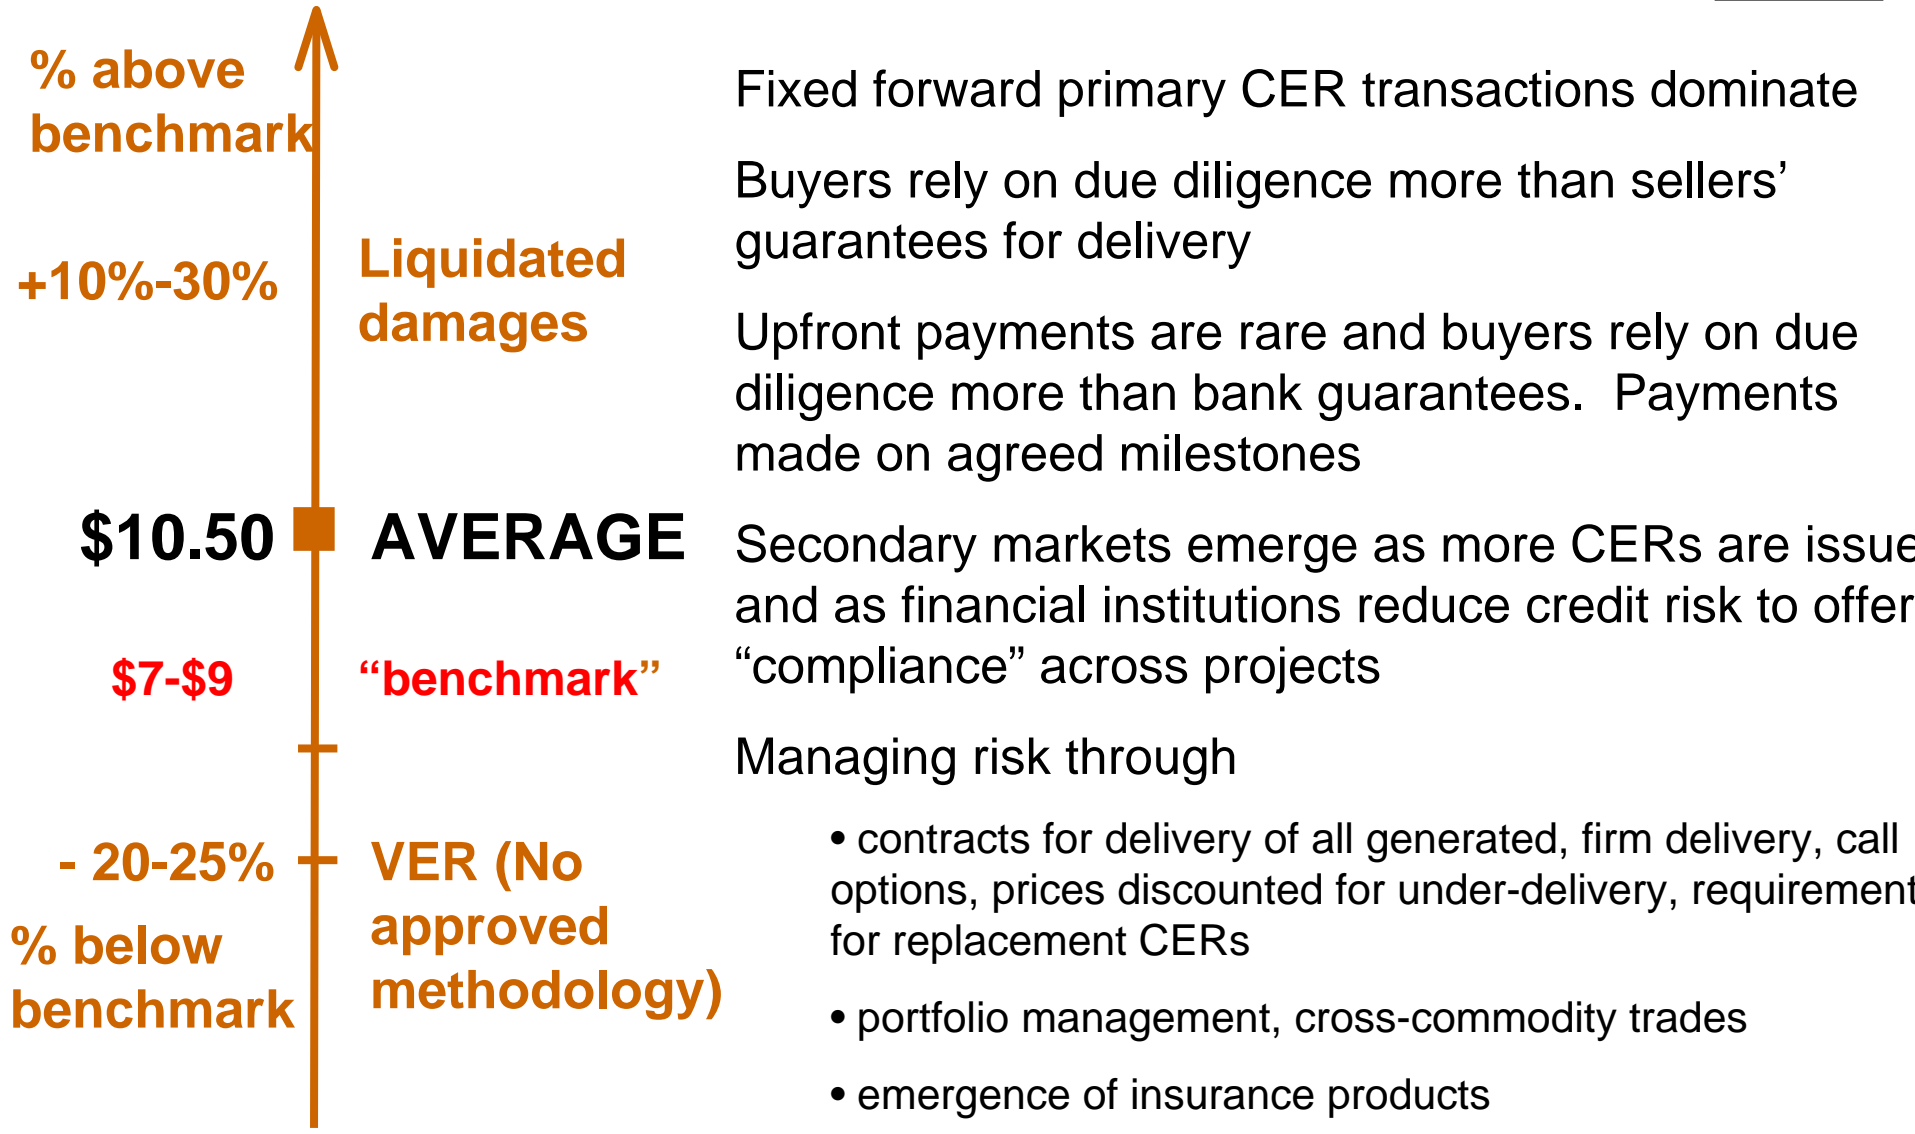 % above
benchmark
+10%-30%
Liquidated
damages
$10.50
AVERAGE
$7-$9
“benchmark”
- 20-25%
VER (No
approved
methodology)
% below
benchmark
Fixed forward primary CER transactions dominate
Buyers rely on due diligence more than sellers’
guarantees for delivery
Upfront payments are rare and buyers rely on due
diligence more than bank guarantees.  Payments
made on agreed milestones
Secondary markets emerge as more CERs are issue
and as financial institutions reduce credit risk to offer
“compliance” across projects
Managing risk through
• contracts for delivery of all generated, firm delivery, call
options, prices discounted for under-delivery, requirement
for replacement CERs
• portfolio management, cross-commodity trades
• emergence of insurance products